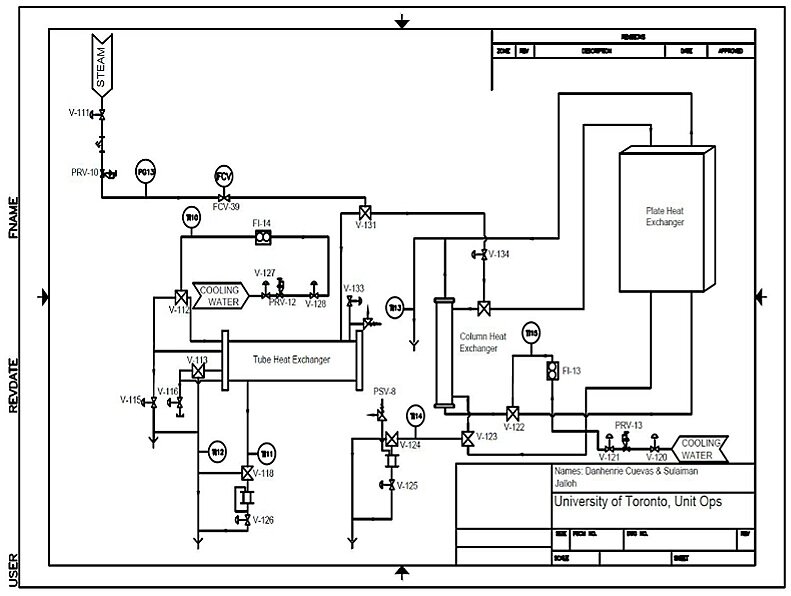 REVISIONS
ZONE REV DESCRIPTION DATE APPROVED
STEAM
V-111
PRV-10
PG13
FCV
FCV-39
V-131
TI10
FI-14
V-134
Plate Heat
Exchanger
COOLING
WATER
V-127
PRV-12
V-128
V-133
V-112
TI13
Column Heat
Exchanger
TI15
FI-13
Tube Heat Exchanger
V-113
V-115
V-116
PSV-8
TI14
V-124
V-123
V-122
PRV-13
V-121
V-120
COOLING
WATER
TI12
TI11
V-118
V-125
V-126
Names: Danhenrie Cuevas & Sulaiman
Jalloh
University of Toronto, Unit Ops
SIZE FSCM NO. DWG NO. REV
SCALE SHEET
FNAME
REVDATE
USER